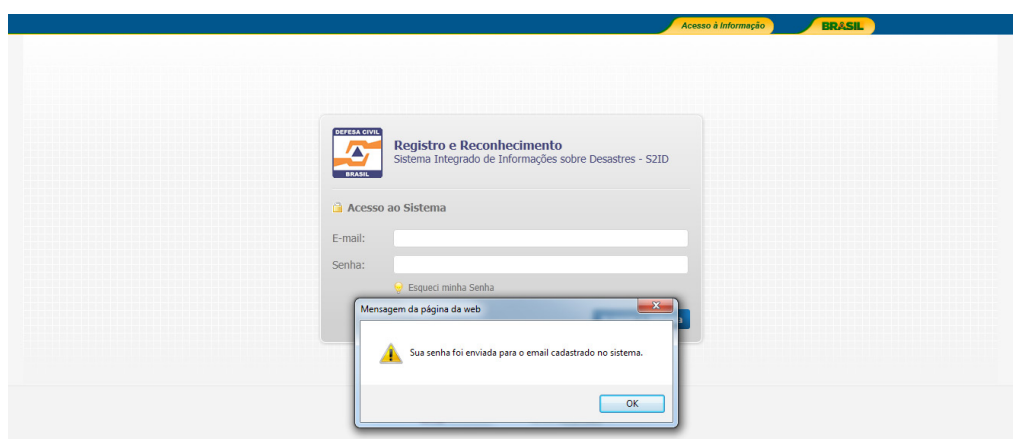 Acesso à Informação
BRASIL
DEFESA CIVIL
BRASIL
Registro e Reconhecimento
Sistema Integrado de Informações sobre Desastres - S2ID
Acesso ao Sistema
E-mail:
Senha:
Esqueci minha Senha
Mensagem da página da web
Sua senha foi enviada para o email cadastrado no sistema.
OK